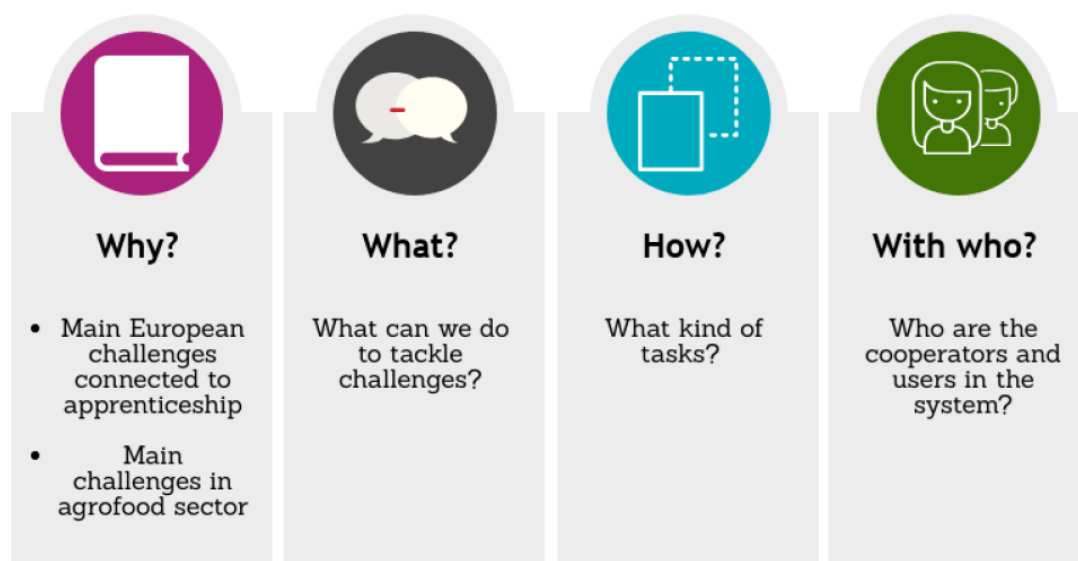 Why?
• Main European
challenges
connected to
apprenticeship
• Main
challenges in
agrofood sector
What?
What can we do
to tackle
challenges?
How?
What kind of
tasks?
With who?
Who are the
cooperators and
users in the
system?